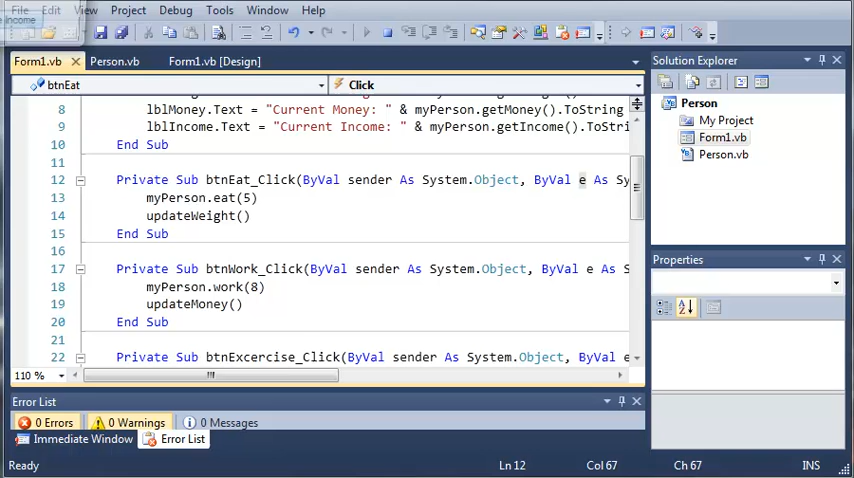 File Edit View Project Debug Tools Window Help
Income
Form1.vb Person.vb Form1.vb [Design]
btnEat Click
8 lblMoney.Text = "Current Money: " & myPerson.getMoney().ToString
9 lblIncome.Text = "Current Income: " & myPerson.getIncome().ToStri
10 End Sub
11
12 Private Sub btnEat_Click(ByVal sender As System.Object, ByVal e As Sy
13 myPerson.eat(5)
14 updateWeight()
15 End Sub
16
17 Private Sub btnWork_Click(ByVal sender As System.Object, ByVal e As S
18 myPerson.work(8)
19 updateMoney()
20 End Sub
21
22 Private Sub btnExcercise_Click(ByVal sender As System.Object, ByVal e
110 %
Error List
0 Errors 0 Warnings 0 Messages
Immediate Window Error List
Solution Explorer
Person
My Project
Form1.vb
Person.vb
Properties
Ready Ln 12 Col 67 Ch 67 INS